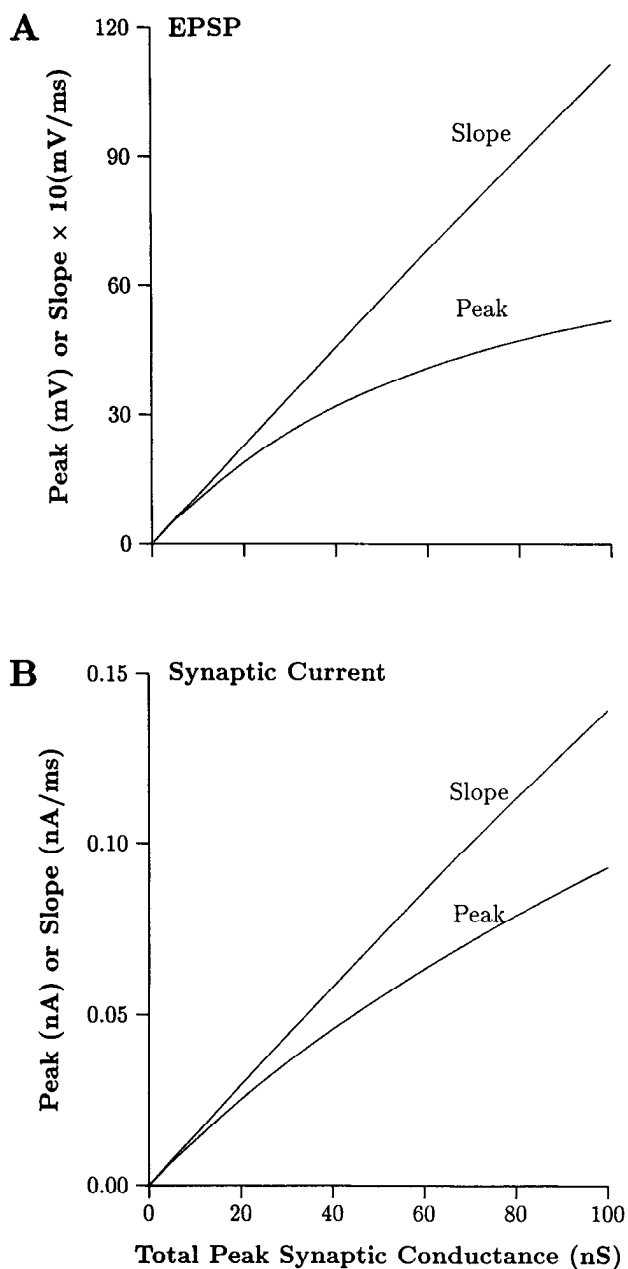 A
EPSP
Peak (mV) or Slope × 10(mV/ms)
120
90
60
30
0
Slope
Peak
B
Synaptic Current
Peak (nA) or Slope (nA/ms)
0.15
0.10
0.05
0.00
Slope
Peak
0 20 40 60 80 100
Total Peak Synaptic Conductance (nS)